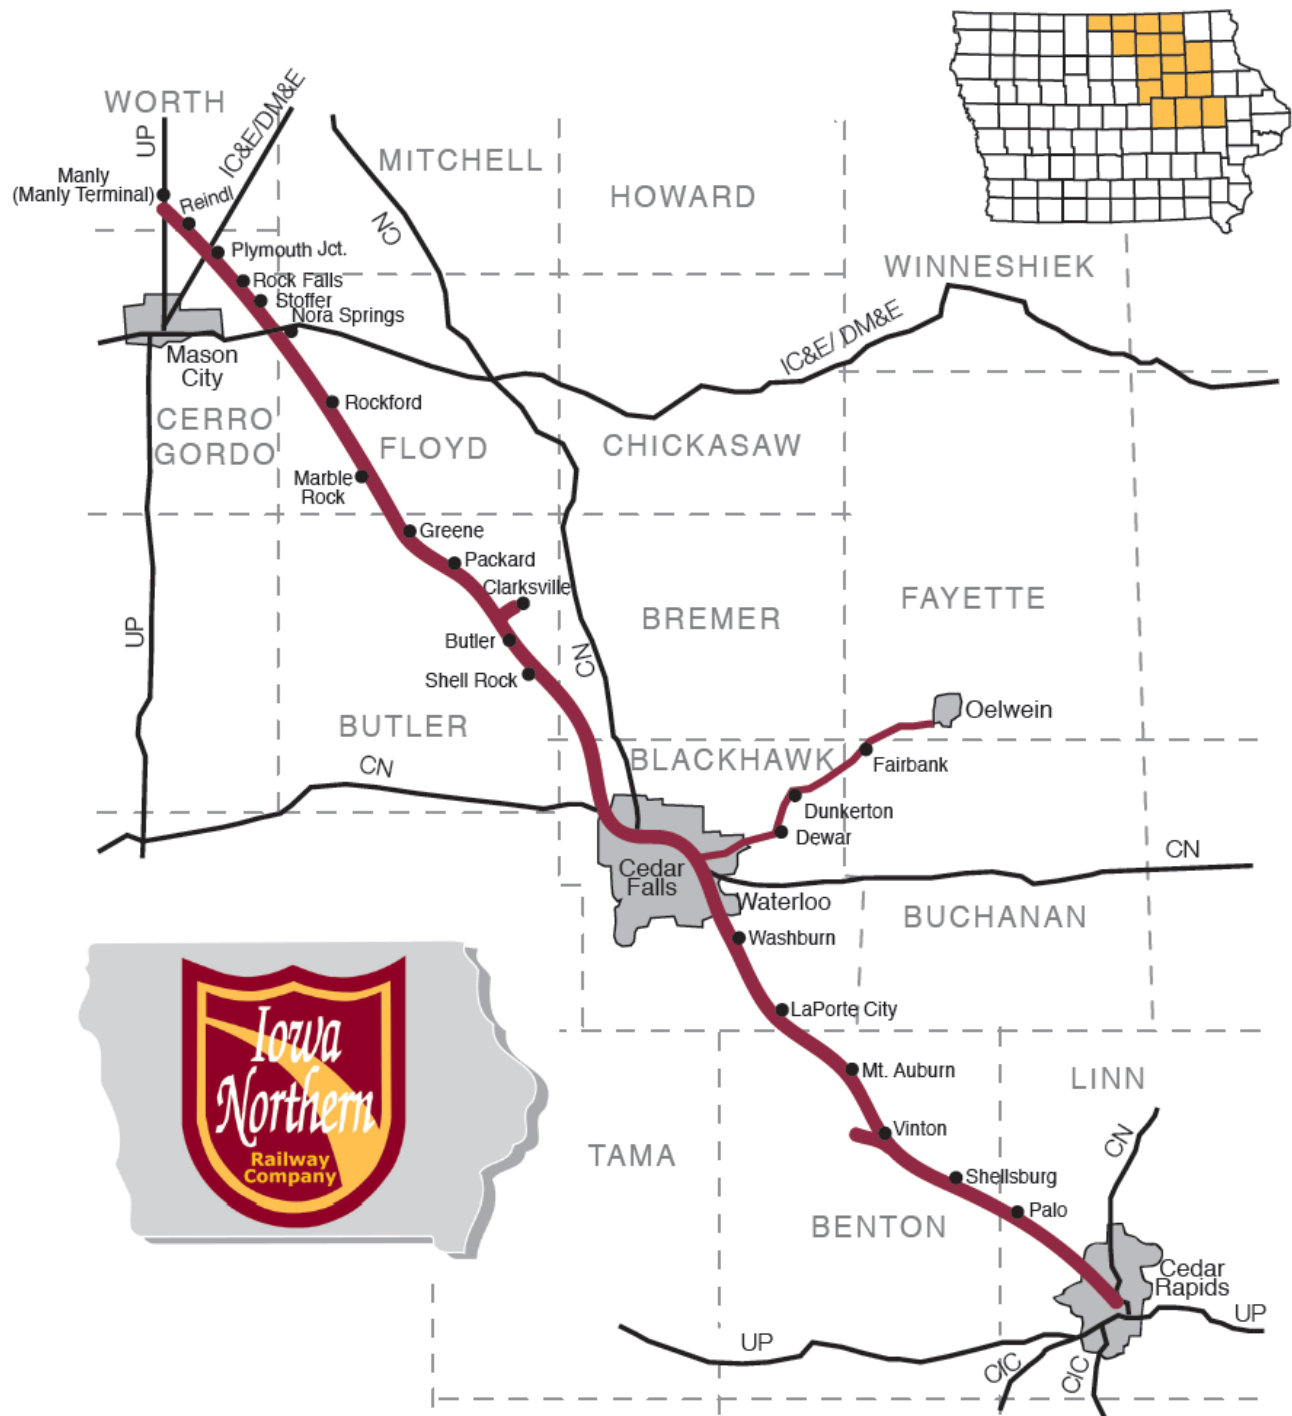 WORTH
UP
IC&E/DM&E
MITCHELL
HOWARD
WINNESHIEK
CN
Manly
(Manly Terminal)
Reindl
Plymouth Jct.
Rock Falls
Stoffer
Nora Springs
IC&E/ DM&E
Mason
City
Rockford
CERRO
GORDO
FLOYD
CHICKASAW
Marble
Rock
Greene
Packard
Clarksville
BREMER
FAYETTE
UP
Butler
CN
Shell Rock
Oelwein
BUTLER
BLACKHAWK
CN
Fairbank
Dunkerton
Dewar
CN
Cedar
Falls
Waterloo
BUCHANAN
Washburn
LaPorte City
Iowa
Northern
Railway
Company
Mt. Auburn
LINN
Vinton
CN
TAMA
Shellsburg
Palo
BENTON
Cedar
Rapids
UP
UP
CIC
CIC